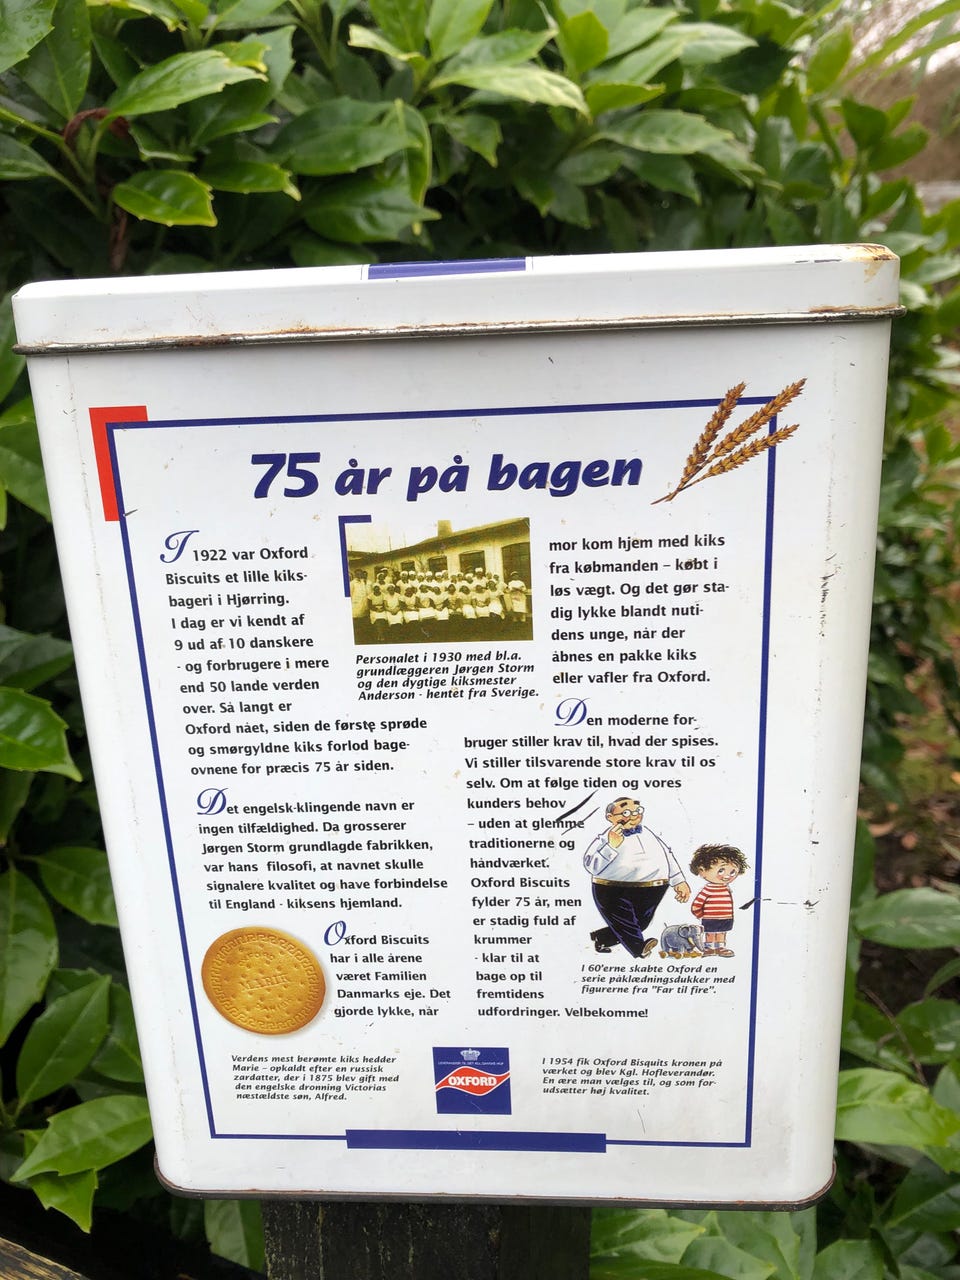 75 år på bagen
I 1922 var Oxford
Biscuits et lille kiks-
bageri i Hjørring.
I dag er vi kendt af
9 ud af 10 danskere
- og forbrugere i mere
end 50 lande verden
over. Så langt er
Oxford nået, siden de første sprøde
og smørgyldne kiks forlod bage-
ovnene for præcis 75 år siden.
Det engelsk-klingende navn er
ingen tilfældighed. Da grosserer
Jørgen Storm grundlagde fabrikken,
var hans filosofi, at navnet skulle
signalere kvalitet og have forbindelse
til England - kiksens hjemland.
Oxford Biscuits
har i alle årene
været Familien
Danmarks eje. Det
gjorde lykke, når
Personalet i 1930 med bl.a.
grundlæggeren Jørgen Storm
og den dygtige kiksmester
Anderson - hentet fra Sverige.
mor kom hjem med kiks
fra købmanden – købt i
løs vægt. Og det gør sta-
dig lykke blandt nuti-
dens unge, når der
åbnes en pakke kiks
eller vafler fra Oxford.
Den moderne for-
bruger stiller krav til, hvad der spises.
Vi stiller tilsvarende store krav til os
selv. Om at følge tiden og vores
kunders behov
– uden at glemme
traditionerne og
håndværket.
Oxford Biscuits
fylder 75 år, men
er stadig fuld af
krummer
- klar til at
bage op til
fremtidens
udfordringer. Velbekomme!
I 60'erne skabte Oxford en
serie påklædningsdukker med
figurerne fra "Far til fire".
MARIE
Verdens mest berømte kiks hedder
Marie – opkaldt efter en russisk
zardatter, der i 1875 blev gift med
den engelske dronning Victorias
næstældste søn, Alfred.
LEVERANDØR TIL DET KGL. DANSKE HOF
OXFORD
I 1954 fik Oxford Bisquits kronen på
værket og blev Kgl. Hofleverandør.
En ære man vælges til, og som for-
udsætter høj kvalitet.